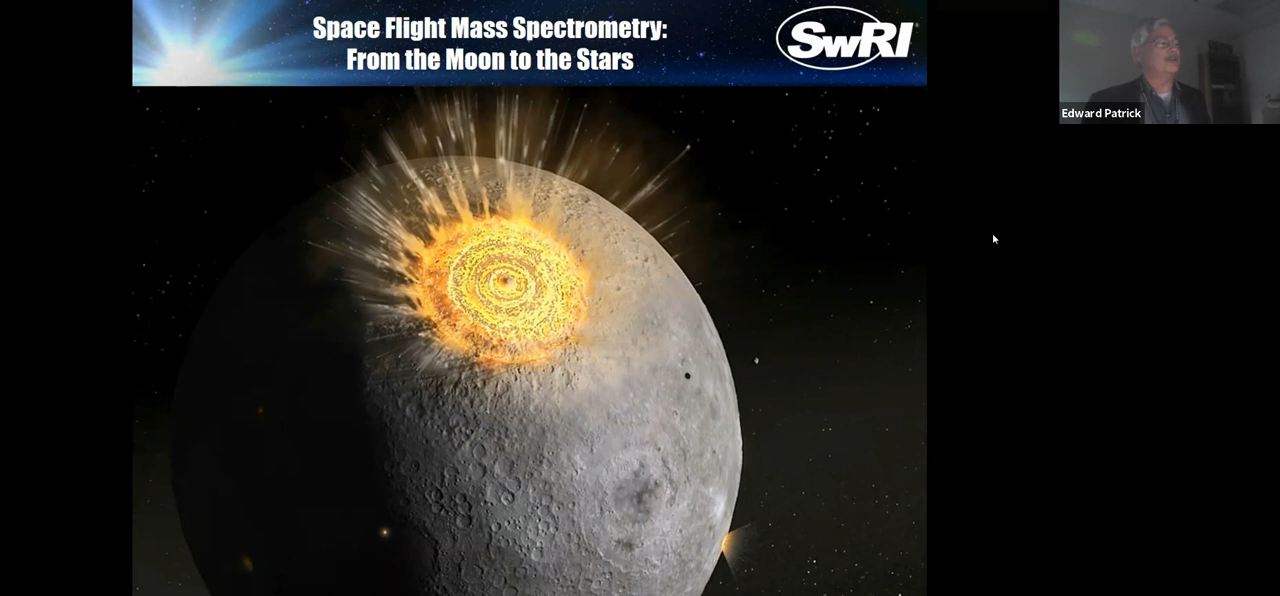 Space Flight Mass Spectrometry:
From the Moon to the Stars
SwRI
Edward Patrick